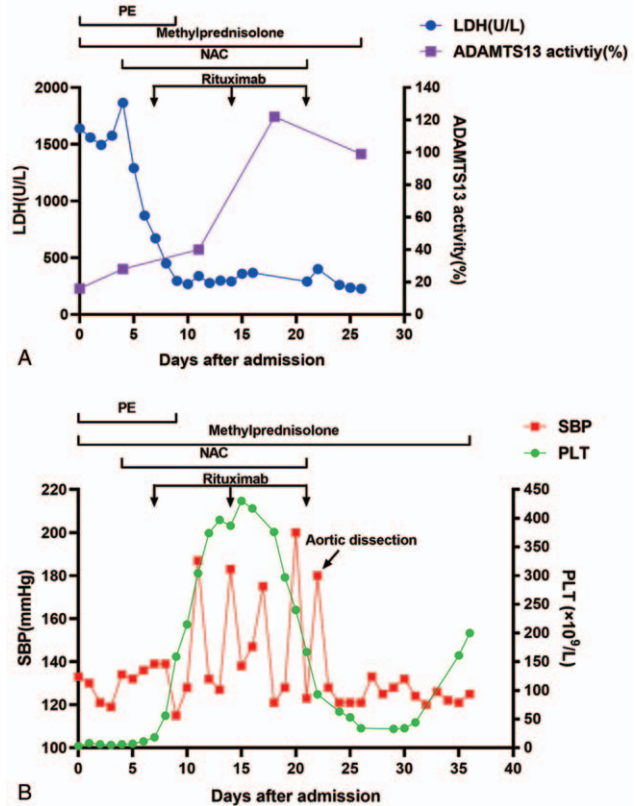 PE
Methylprednisolone
NAC
Rituximab
LDH(U/L)
ADAMTS13 activtiy(%)
2000
1500
1000
500
0
LDH(U/L)
140
120
100
80
60
40
20
0
ADAMTS13 activity(%)
0 5 10 15 20 25 30
Days after admission
A
PE
Methylprednisolone
NAC
Rituximab
SBP
PLT
Aortic dissection
220
200
180
160
140
120
100
SBP(mmHg)
450
400
350
300
250
200
150
100
50
0
PLT (×10⁹/L)
0 5 10 15 20 25 30 35 40
Days after admission
B